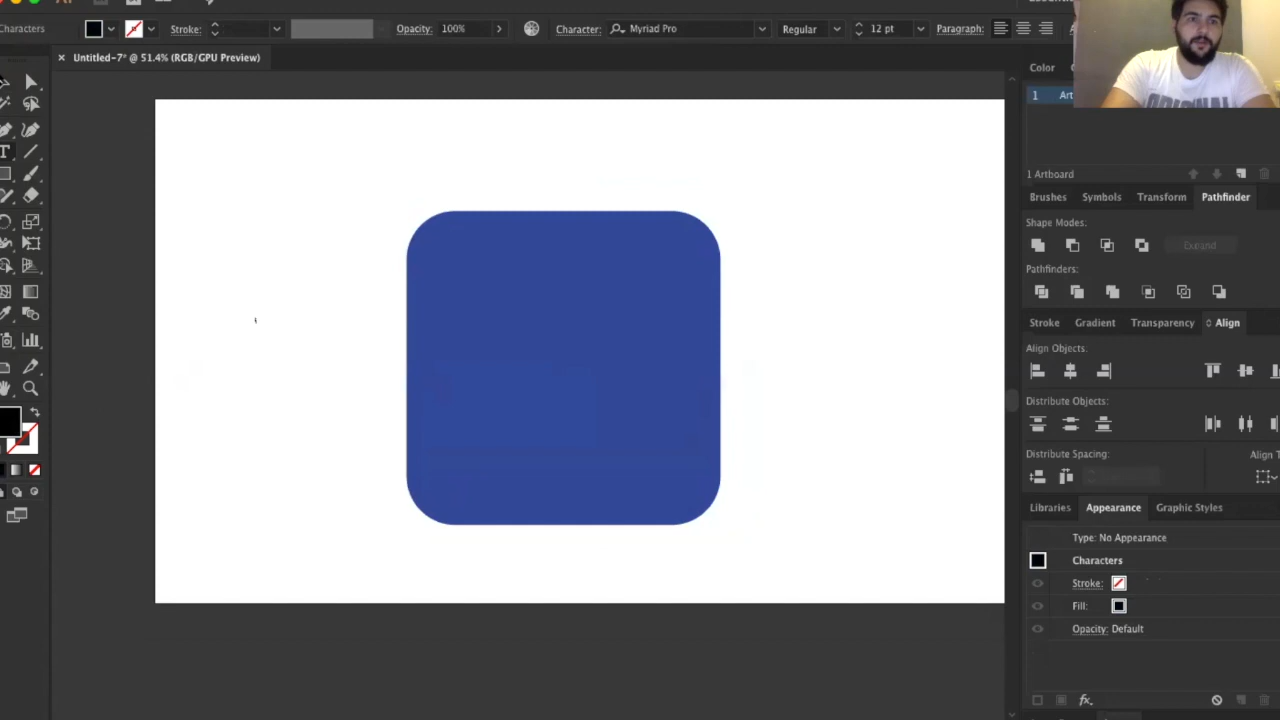 Characters
Stroke:
Opacity: 100%
Character: Myriad Pro
Regular
12 pt
Paragraph:
× Untitled-7* @ 51.4% (RGB/GPU Preview)
Color
1
1 Artboard
Brushes Symbols Transform Pathfinder
Shape Modes:
Expand
Pathfinders:
Stroke Gradient Transparency Align
Align Objects:
Distribute Objects:
Distribute Spacing:
Libraries Appearance Graphic Styles
Type: No Appearance
Characters
Stroke:
Fill:
Opacity: Default
fx
ORIGINAL